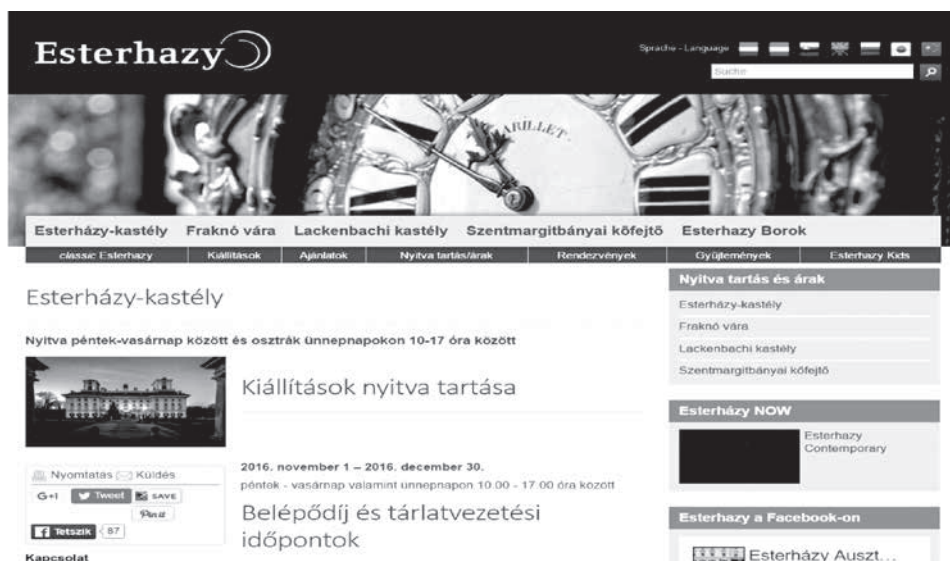 Esterhazy
Sprache - Language
Suche
ARILLET.
Esterházy-kastély Fraknó vára Lackenbachi kastély Szentmargitbányai kőfejtő Esterhazy Borok
classic Esterhazy Kiállítások Ajánlatok Nyitva tartás/árak Rendezvények Gyűjtemények Esterhazy Kids
Esterházy-kastély
Nyitva péntek-vasárnap között és osztrák ünnepnapokon 10-17 óra között
Kiállítások nyitva tartása
Nyomtatás Küldés
G+1 Tweet SAVE
Pin it
Tetszik 87
Kapcsolat
2016. november 1 – 2016. december 30.
péntek - vasárnap valamint ünnepnapon 10.00 - 17.00 óra között
Belépődíj és tárlatvezetési
időpontok
Nyitva tartás és árak
Esterházy-kastély
Fraknó vára
Lackenbachi kastély
Szentmargitbányai kőfejtő
Esterházy NOW
Esterhazy
Contemporary
Esterhazy a Facebook-on
Esterházy Auszt...